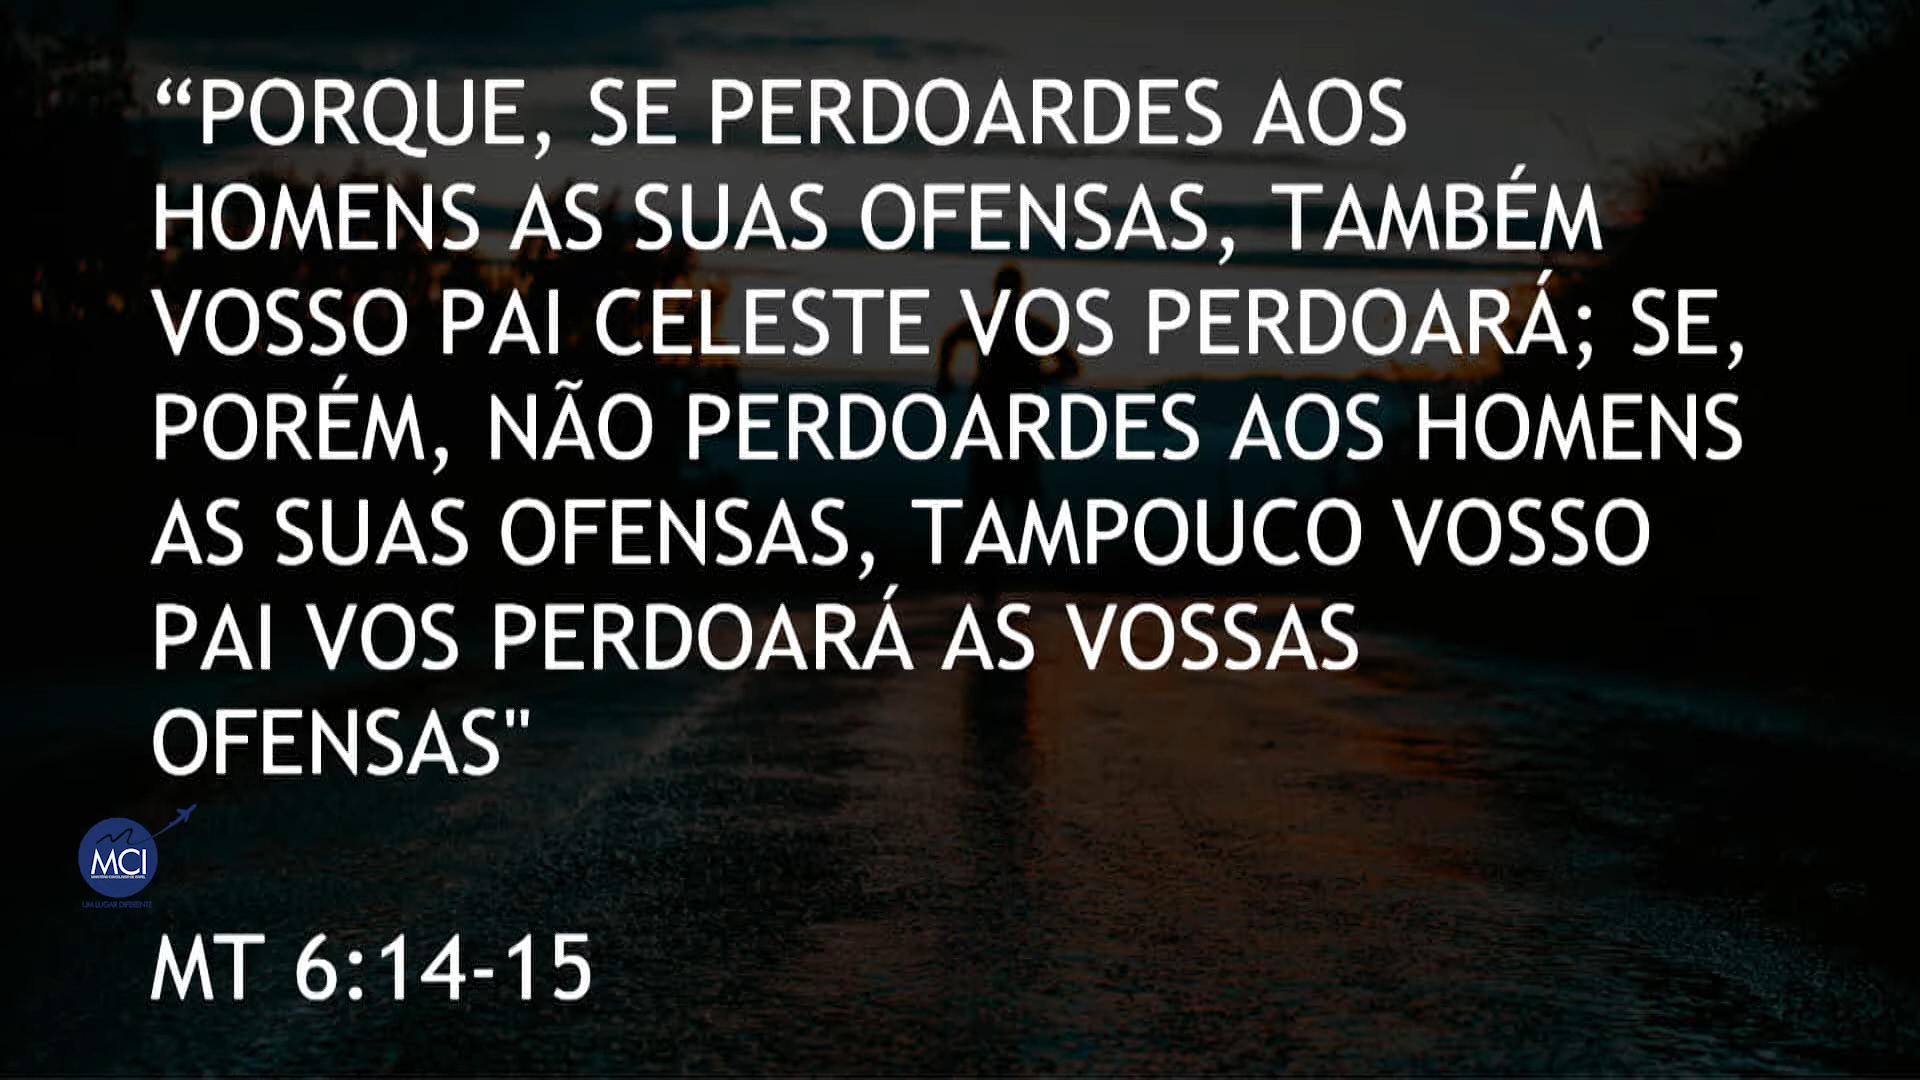 “PORQUE, SE PERDOARDES AOS
HOMENS AS SUAS OFENSAS, TAMBÉM
VOSSO PAI CELESTE VOS PERDOARÁ; SE,
PORÉM, NÃO PERDOARDES AOS HOMENS
AS SUAS OFENSAS, TAMPOUCO VOSSO
PAI VOS PERDOARÁ AS VOSSAS
OFENSAS"
MCI
UM LUGAR DIFERENTE
MT 6:14-15